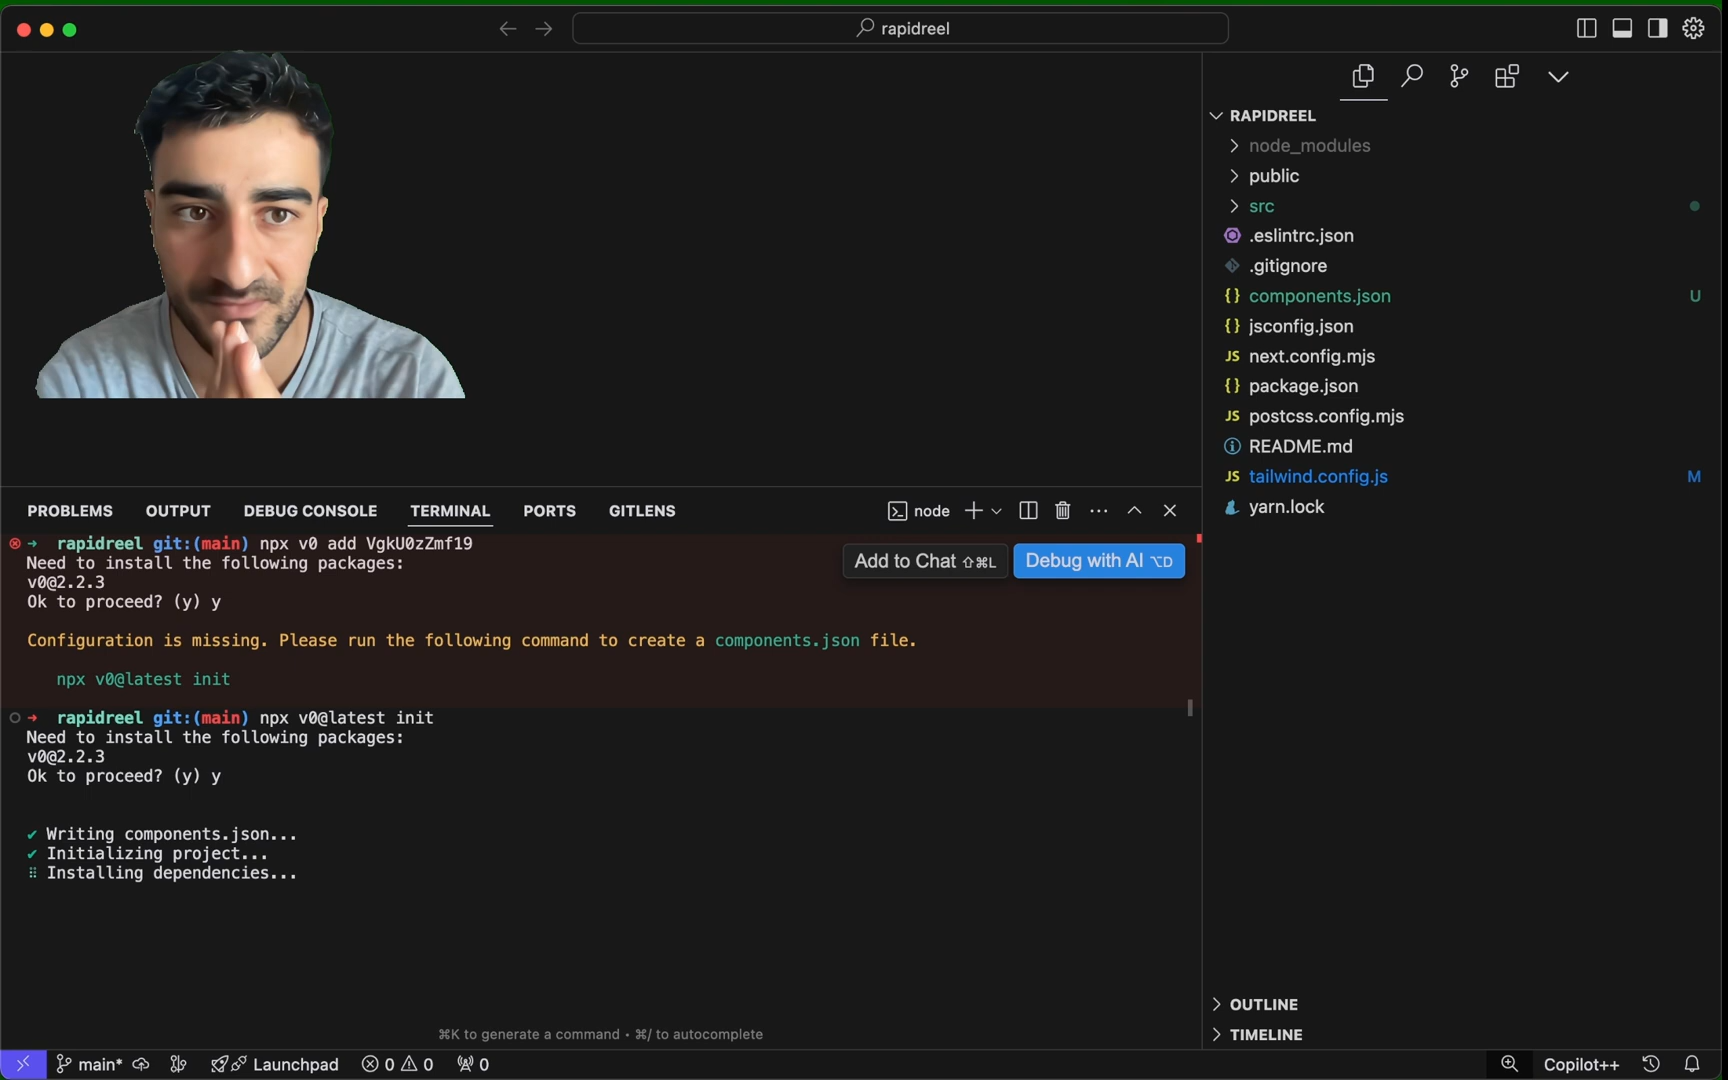 rapidreel
RAPIDREEL
node_modules
public
src
.eslintrc.json
.gitignore
components.json U
jsconfig.json
JS next.config.mjs
package.json
JS postcss.config.mjs
README.md
JS tailwind.config.js M
yarn.lock
PROBLEMS OUTPUT DEBUG CONSOLE TERMINAL PORTS GITLENS node
rapidreel git:(main) npx v0 add VgkU0zZmf19
Need to install the following packages:
v0@2.2.3
Ok to proceed? (y) y
Add to Chat ⇧⌘L Debug with AI ⌥D
Configuration is missing. Please run the following command to create a components.json file.
npx v0@latest init
rapidreel git:(main) npx v0@latest init
Need to install the following packages:
v0@2.2.3
Ok to proceed? (y) y
✔ Writing components.json...
✔ Initializing project...
⠿ Installing dependencies...
⌘K to generate a command • ⌘/ to autocomplete
OUTLINE
TIMELINE
main* Launchpad 0 0 0 Copilot++